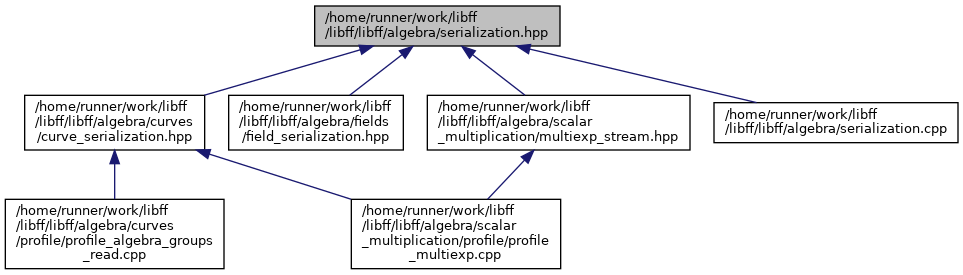 /home/runner/work/libff
/libff/libff/algebra/serialization.hpp
/home/runner/work/libff
/libff/libff/algebra/curves
/curve_serialization.hpp
/home/runner/work/libff
/libff/libff/algebra/fields
/field_serialization.hpp
/home/runner/work/libff
/libff/libff/algebra/scalar
_multiplication/multiexp_stream.hpp
/home/runner/work/libff
/libff/libff/algebra/serialization.cpp
/home/runner/work/libff
/libff/libff/algebra/curves
/profile/profile_algebra_groups
_read.cpp
/home/runner/work/libff
/libff/libff/algebra/scalar
_multiplication/profile/profile
_multiexp.cpp